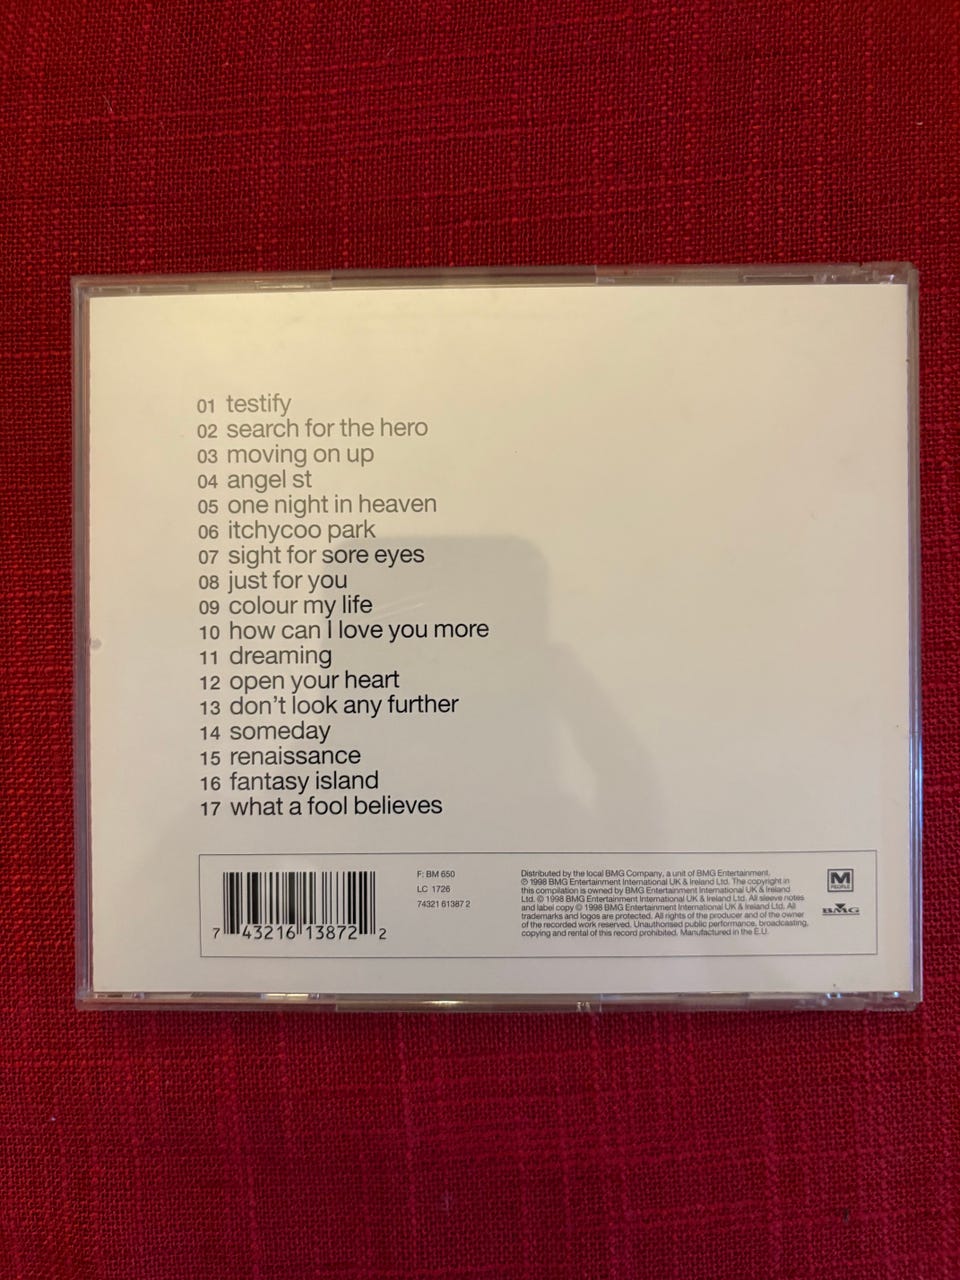 01 testify
02 search for the hero
03 moving on up
04 angel st
05 one night in heaven
06 itchycoo park
07 sight for sore eyes
08 just for you
09 colour my life
10 how can I love you more
11 dreaming
12 open your heart
13 don't look any further
14 someday
15 renaissance
16 fantasy island
17 what a fool believes
7 43216 13872 2
F: BM 650
LC 1726
74321 61387 2
Distributed by the local BMG Company, a unit of BMG Entertainment.
℗ 1998 BMG Entertainment International UK & Ireland Ltd. The copyright in
this compilation is owned by BMG Entertainment International UK & Ireland
Ltd. © 1998 BMG Entertainment International UK & Ireland Ltd. All sleeve notes
and label copy © 1998 BMG Entertainment International UK & Ireland Ltd. All
trademarks and logos are protected. All rights of the producer and of the owner
of the recorded work reserved. Unauthorised public performance, broadcasting,
copying and rental of this record prohibited. Manufactured in the E.U.
M
PEOPLE
BMG